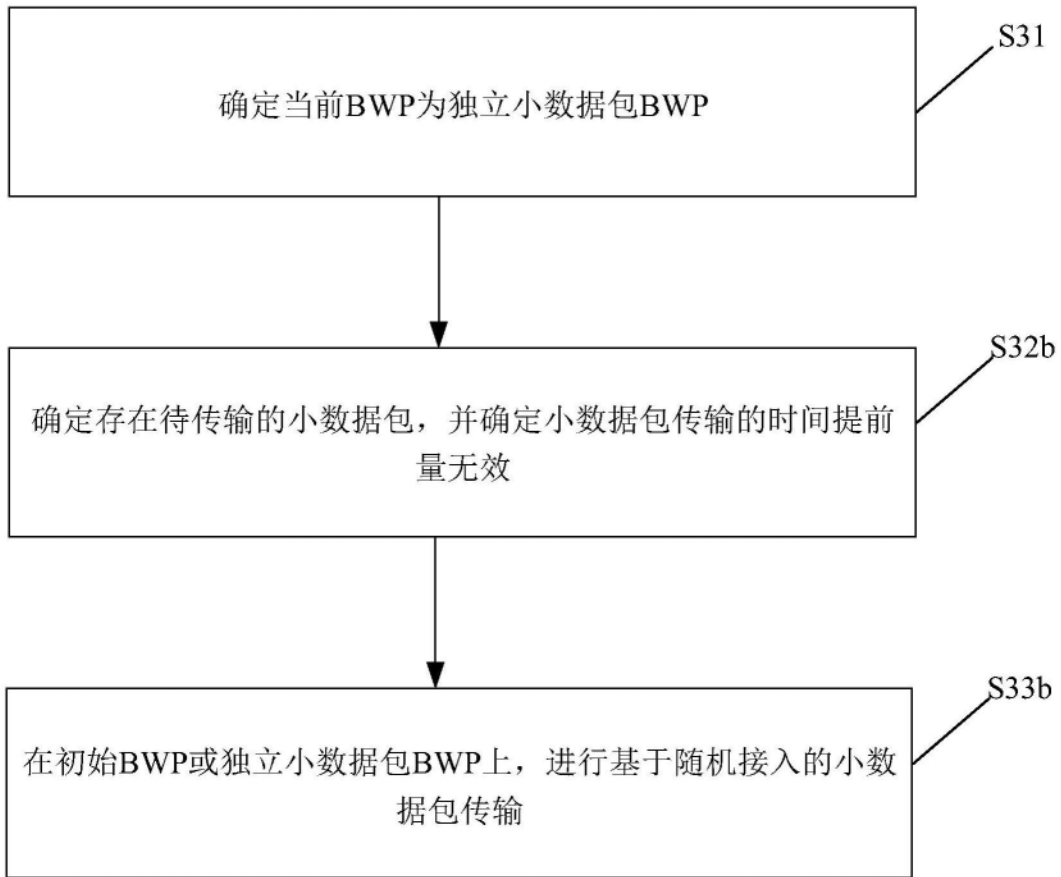 S31
确定当前BWP为独立小数据包BWP
S32b
确定存在待传输的小数据包，并确定小数据包传输的时间提前
量无效
S33b
在初始BWP或独立小数据包BWP上，进行基于随机接入的小数
据包传输